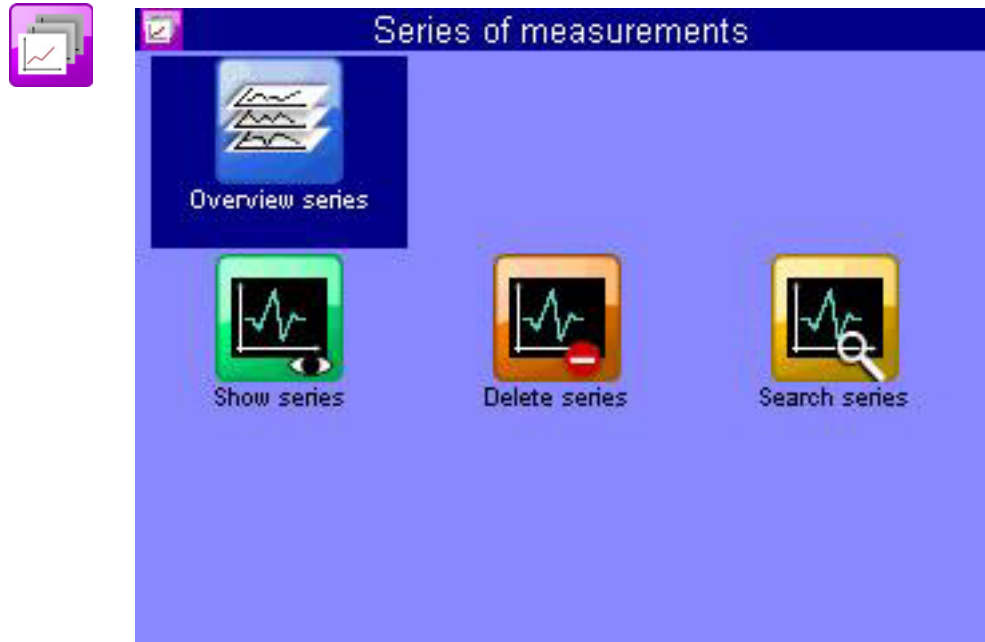 Series of measurements
Overview series
Show series
Delete series
Search series